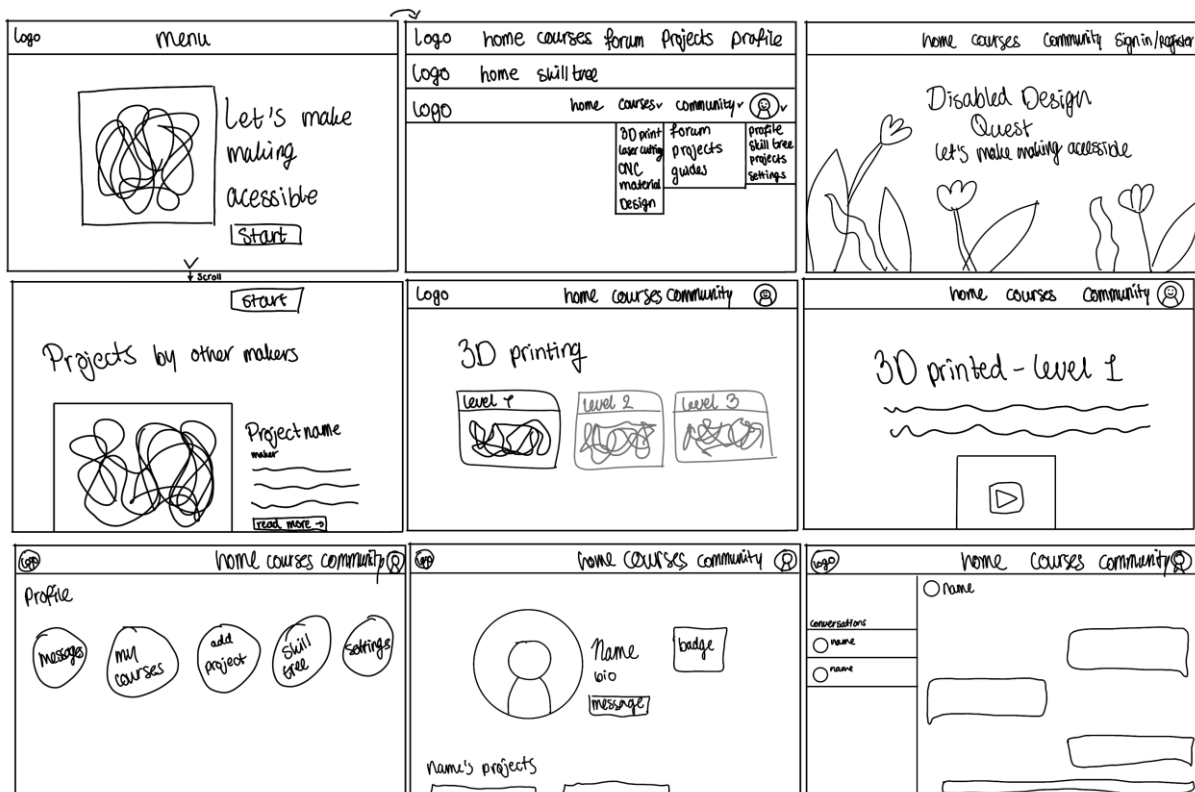 Logo menu
Let's make
making
acessible
Start
Scroll
Logo home courses forum Projects profile
Logo home skill tree
Logo home courses community
3D print
laser cutting
CNC
material
Design
forum
projects
guides
profile
skill tree
projects
settings
home courses community Sign in/Register
Disabled Design
Quest
let's make making accessible
Start
Projects by other makers
Project name
maker
read more →
Logo home courses community
3D printing
Level 1
Level 2
Level 3
home courses community
3D printed - level 1
Logo home courses community
Profile
messages
my
courses
add
project
skill
tree
settings
logo home courses community
Name
bio
message
badge
Name's projects
logo home courses community
name
conversations
name
name